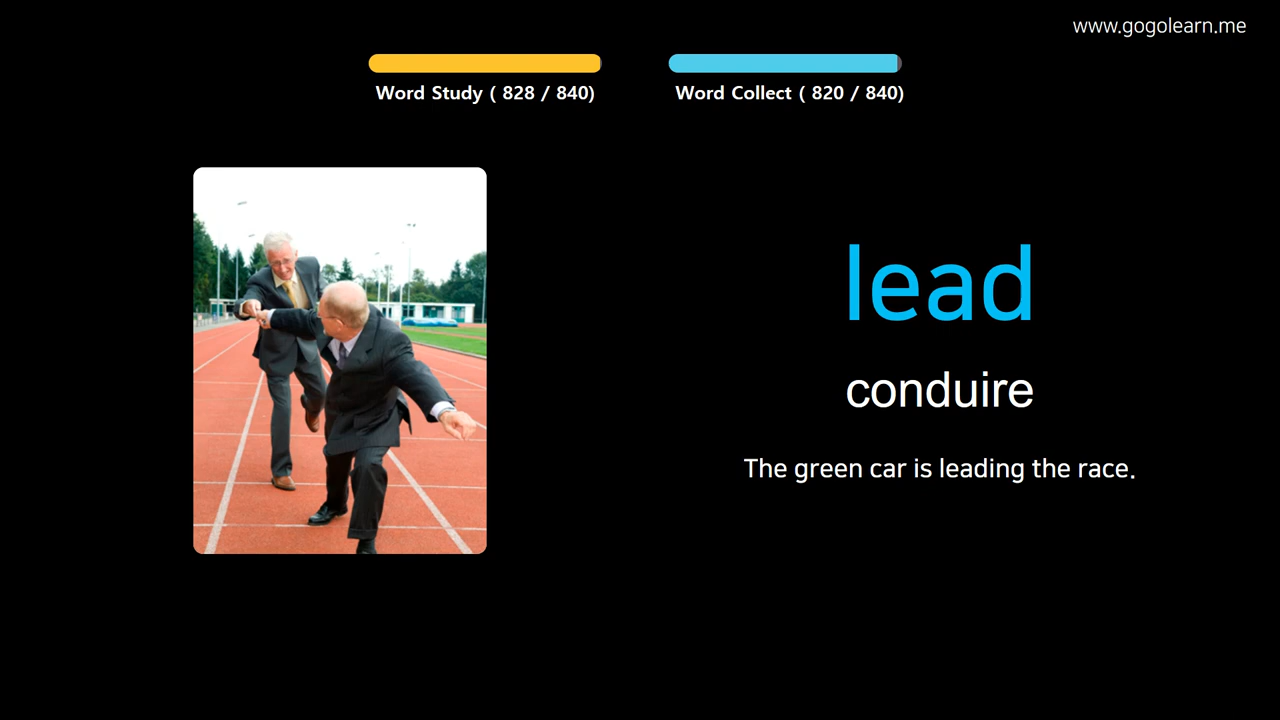 www.gogolearn.me
Word Study ( 828 / 840)
Word Collect ( 820 / 840)
lead
conduire
The green car is leading the race.